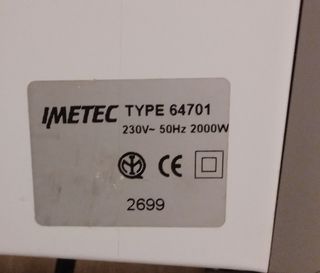 IMETEC TYPE 64701
230V~ 50Hz 2000W
CE
2699